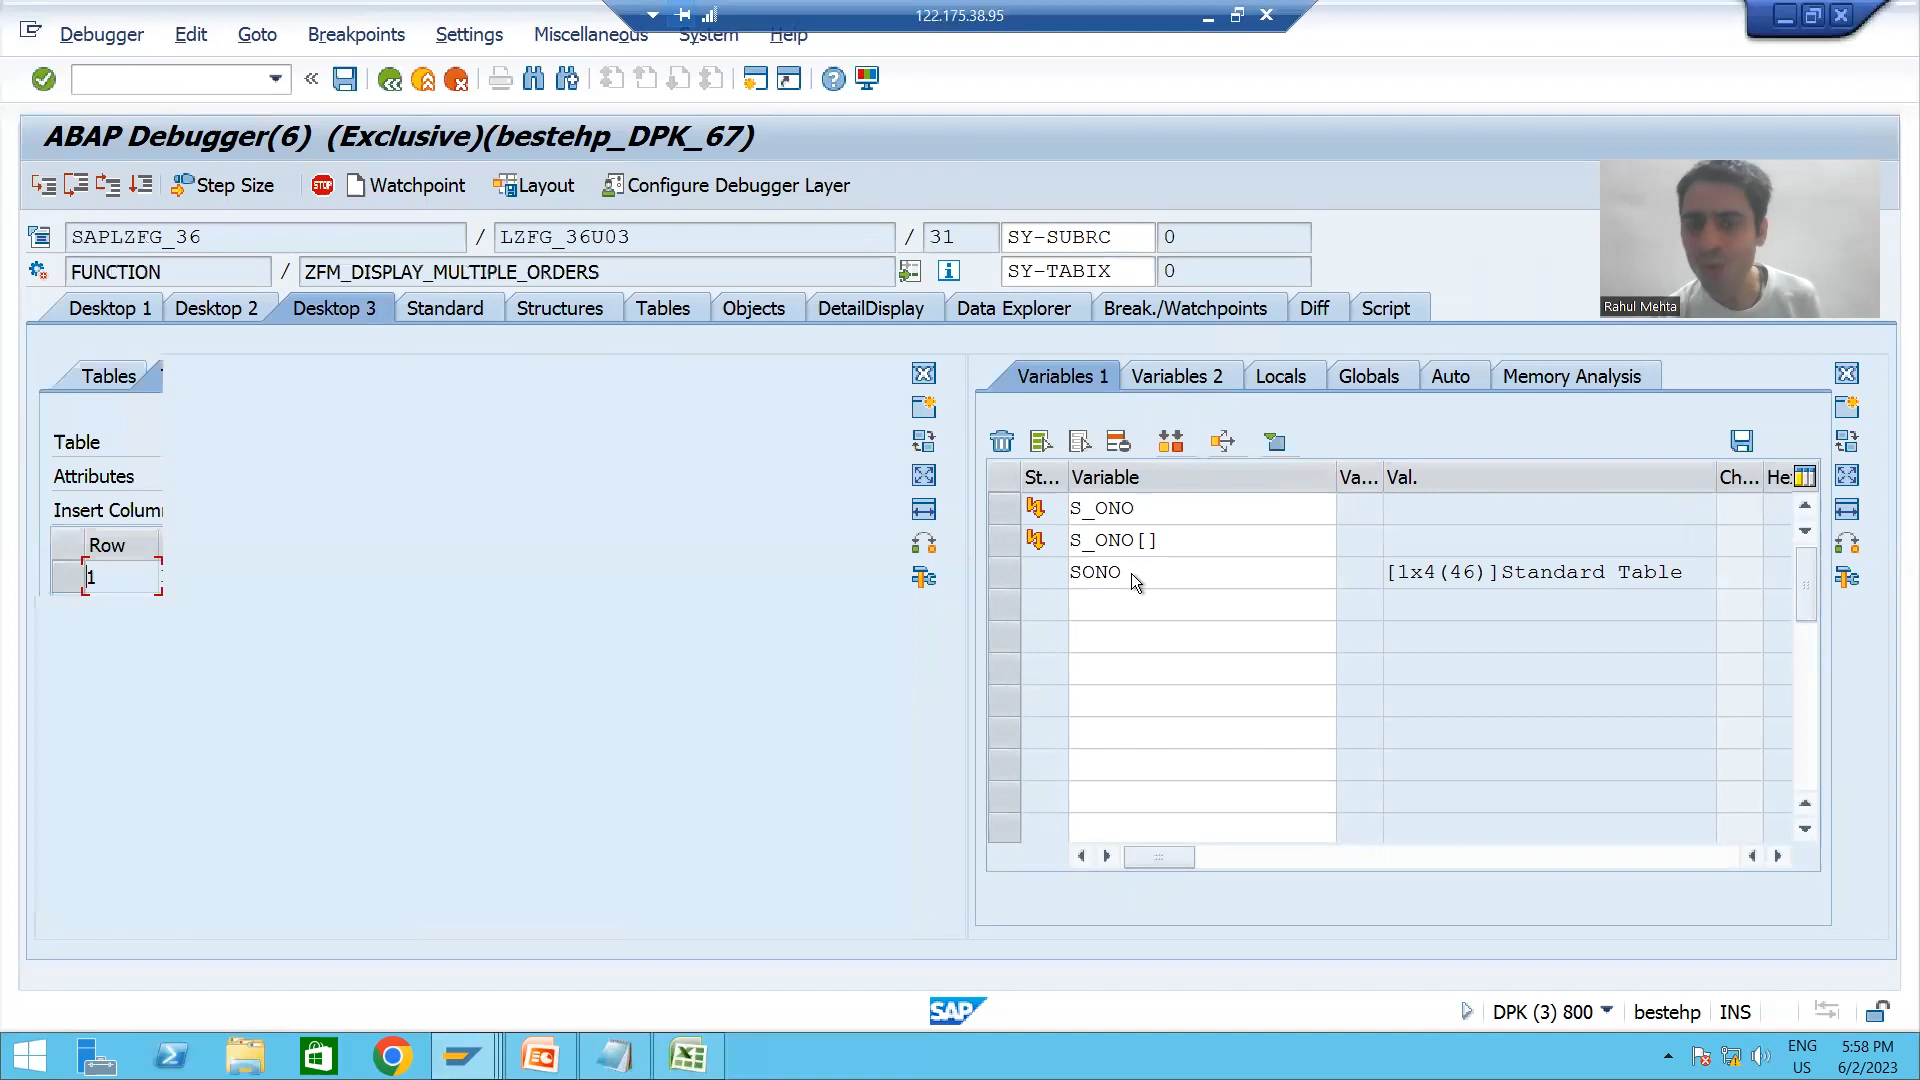 122.175.38.95
Debugger Edit Goto Breakpoints Settings Miscellaneous System Help
ABAP Debugger(6) (Exclusive)(bestehp_DPK_67)
Step Size STOP Watchpoint Layout Configure Debugger Layer
SAPLZFG_36 / LZFG_36U03 / 31 SY-SUBRC 0
FUNCTION / ZFM_DISPLAY_MULTIPLE_ORDERS SY-TABIX 0
Rahul Mehta
Desktop 1 Desktop 2 Desktop 3 Standard Structures Tables Objects DetailDisplay Data Explorer Break./Watchpoints Diff Script
Tables
Variables 1 Variables 2 Locals Globals Auto Memory Analysis
Table
Attributes
Insert Colum
Row
1
St... Variable Va... Val. Ch... He
S_ONO
S_ONO[]
SONO [1x4(46)]Standard Table
SAP
DPK (3) 800 bestehp INS
ENG
US
5:58 PM
6/2/2023